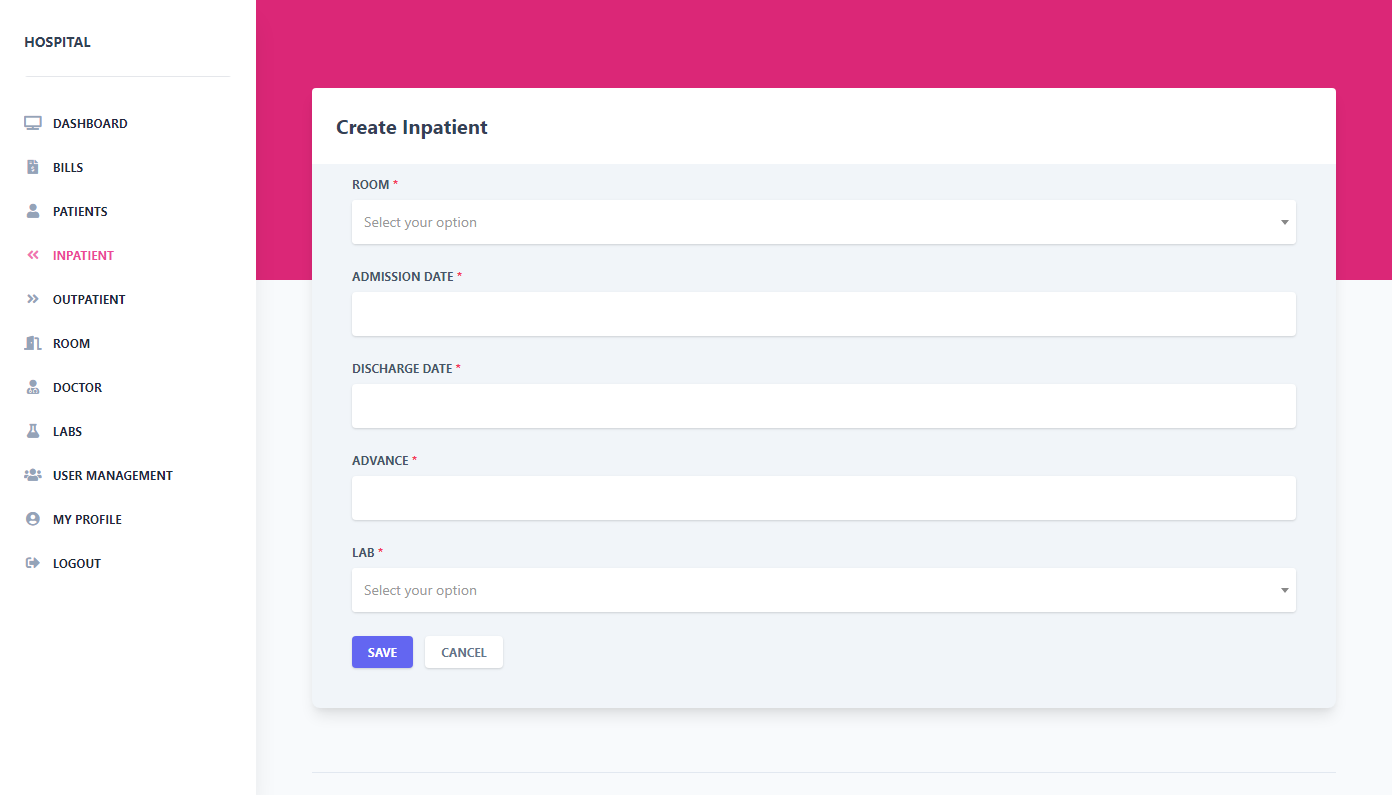 HOSPITAL
DASHBOARD
BILLS
PATIENTS
INPATIENT
OUTPATIENT
ROOM
DOCTOR
LABS
USER MANAGEMENT
MY PROFILE
LOGOUT
Create Inpatient
ROOM *
Select your option
ADMISSION DATE *
DISCHARGE DATE *
ADVANCE *
LAB *
Select your option
SAVE CANCEL